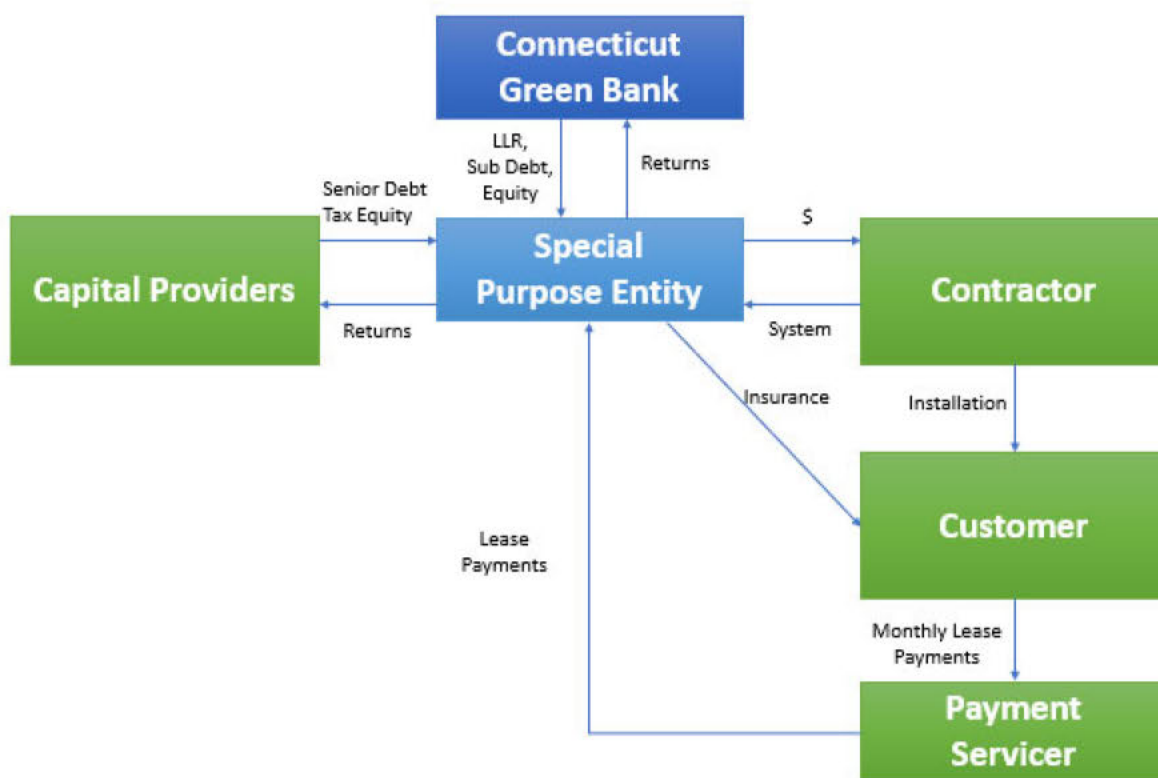 Connecticut
Green Bank
LLR,
Sub Debt,
Equity
Returns
Senior Debt
Tax Equity
$
Capital Providers
Special
Purpose Entity
Contractor
Returns
System
Insurance
Installation
Customer
Lease
Payments
Monthly Lease
Payments
Payment
Servicer